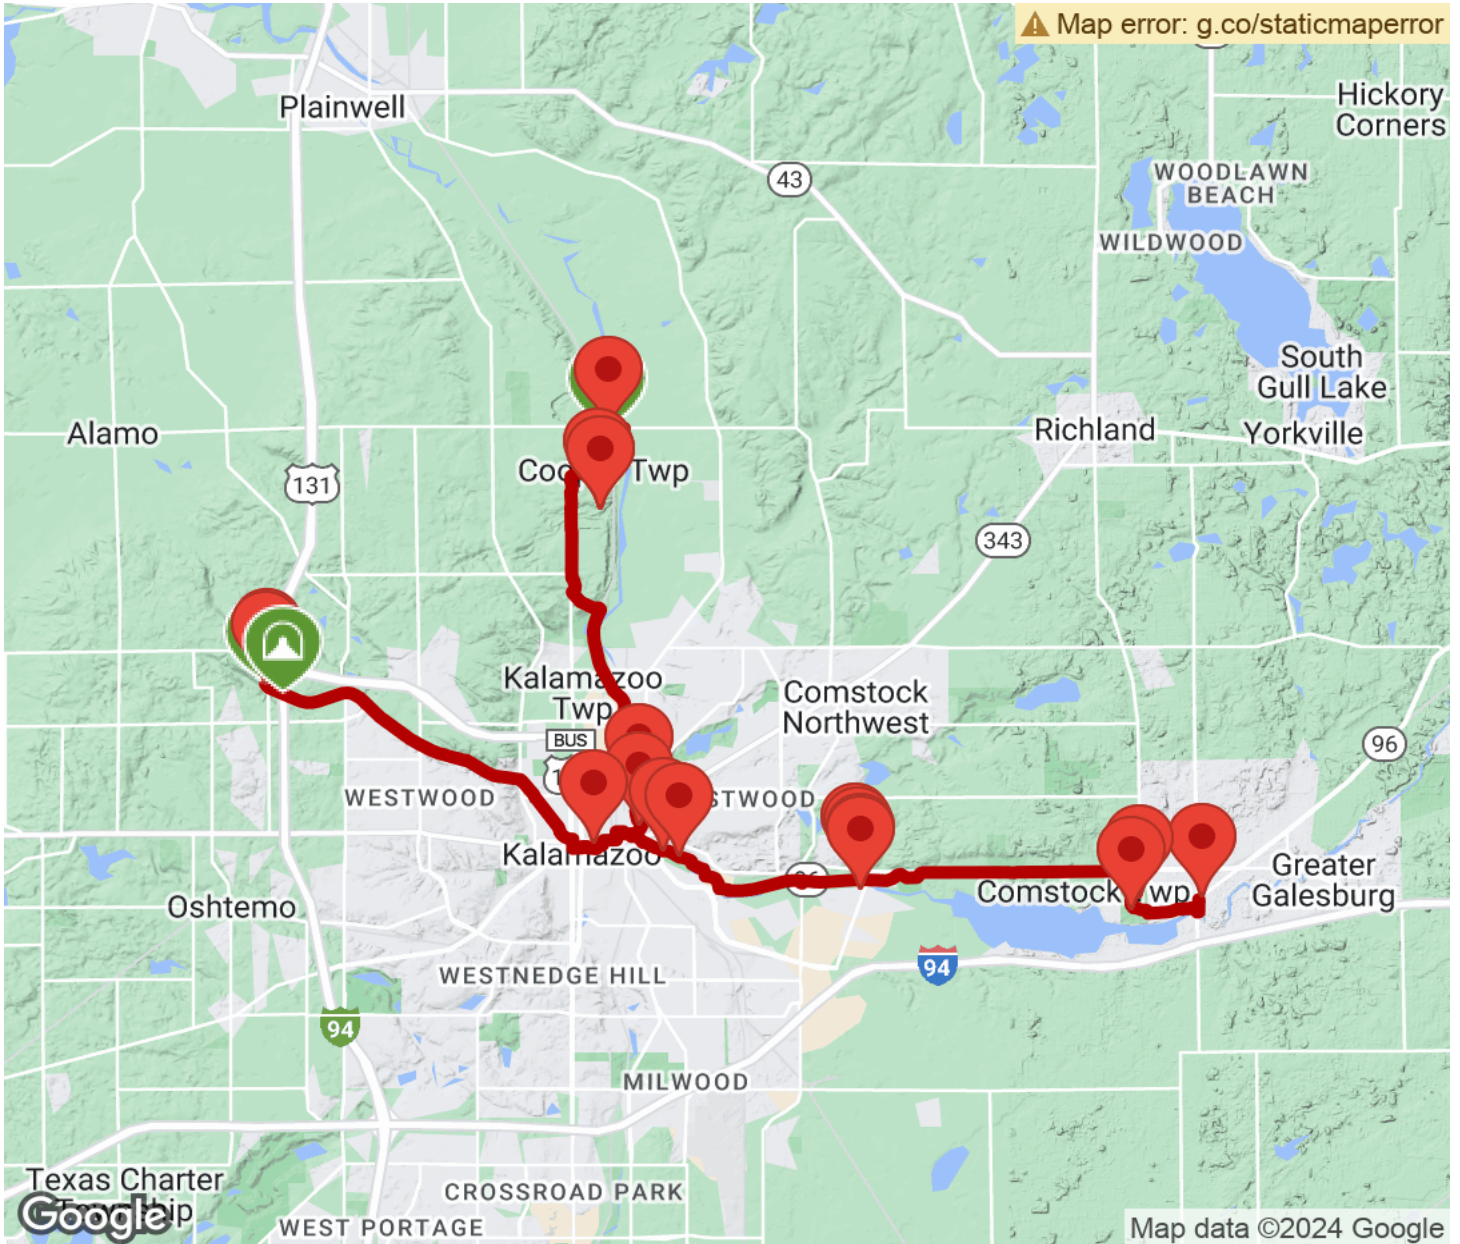 Map error: g.co/staticmaperror
Hickory
Corners
Plainwell
WOODLAWN
BEACH
43
WILDWOOD
South
Gull Lake
Alamo
Richland
Yorkville
131
Twp
343
Kalamazoo
Twp
Comstock
Northwest
BUS
96
WESTWOOD
Kalamazoo
Comstock
Greater
Galesburg
Oshtemo
WESTNEDGE HILL
94
94
MILWOOD
Texas Charter
CROSSROAD PARK
Google
WEST PORTAGE
Map data ©2024 Google